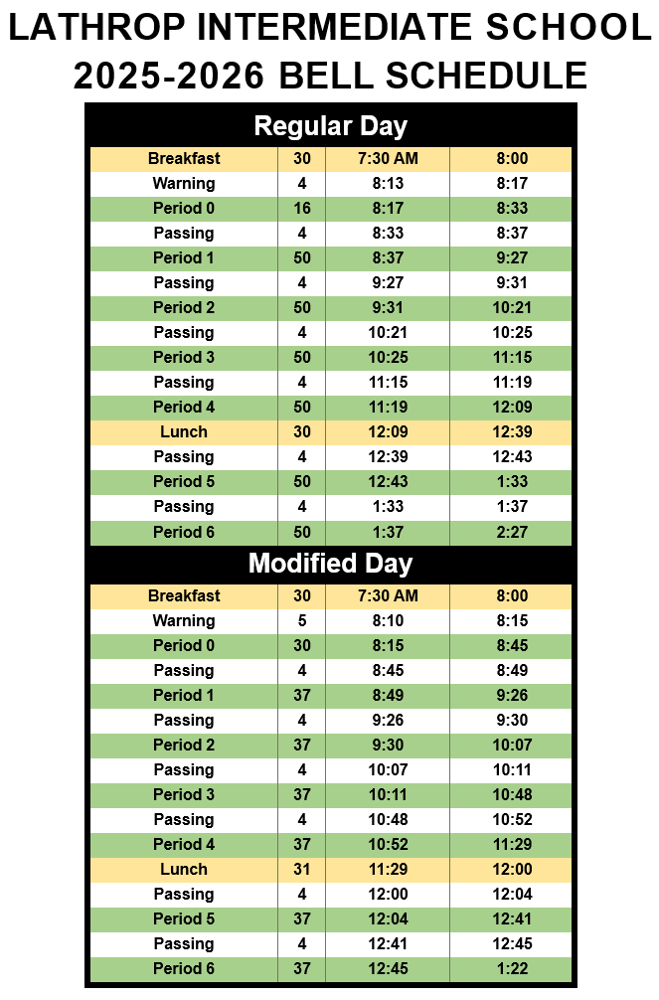 LATHROP INTERMEDIATE SCHOOL
2025-2026 BELL SCHEDULE
Regular Day
Breakfast 30 7:30 AM 8:00
Warning 4 8:13 8:17
Period 0 16 8:17 8:33
Passing 4 8:33 8:37
Period 1 50 8:37 9:27
Passing 4 9:27 9:31
Period 2 50 9:31 10:21
Passing 4 10:21 10:25
Period 3 50 10:25 11:15
Passing 4 11:15 11:19
Period 4 50 11:19 12:09
Lunch 30 12:09 12:39
Passing 4 12:39 12:43
Period 5 50 12:43 1:33
Passing 4 1:33 1:37
Period 6 50 1:37 2:27
Modified Day
Breakfast 30 7:30 AM 8:00
Warning 5 8:10 8:15
Period 0 30 8:15 8:45
Passing 4 8:45 8:49
Period 1 37 8:49 9:26
Passing 4 9:26 9:30
Period 2 37 9:30 10:07
Passing 4 10:07 10:11
Period 3 37 10:11 10:48
Passing 4 10:48 10:52
Period 4 37 10:52 11:29
Lunch 31 11:29 12:00
Passing 4 12:00 12:04
Period 5 37 12:04 12:41
Passing 4 12:41 12:45
Period 6 37 12:45 1:22